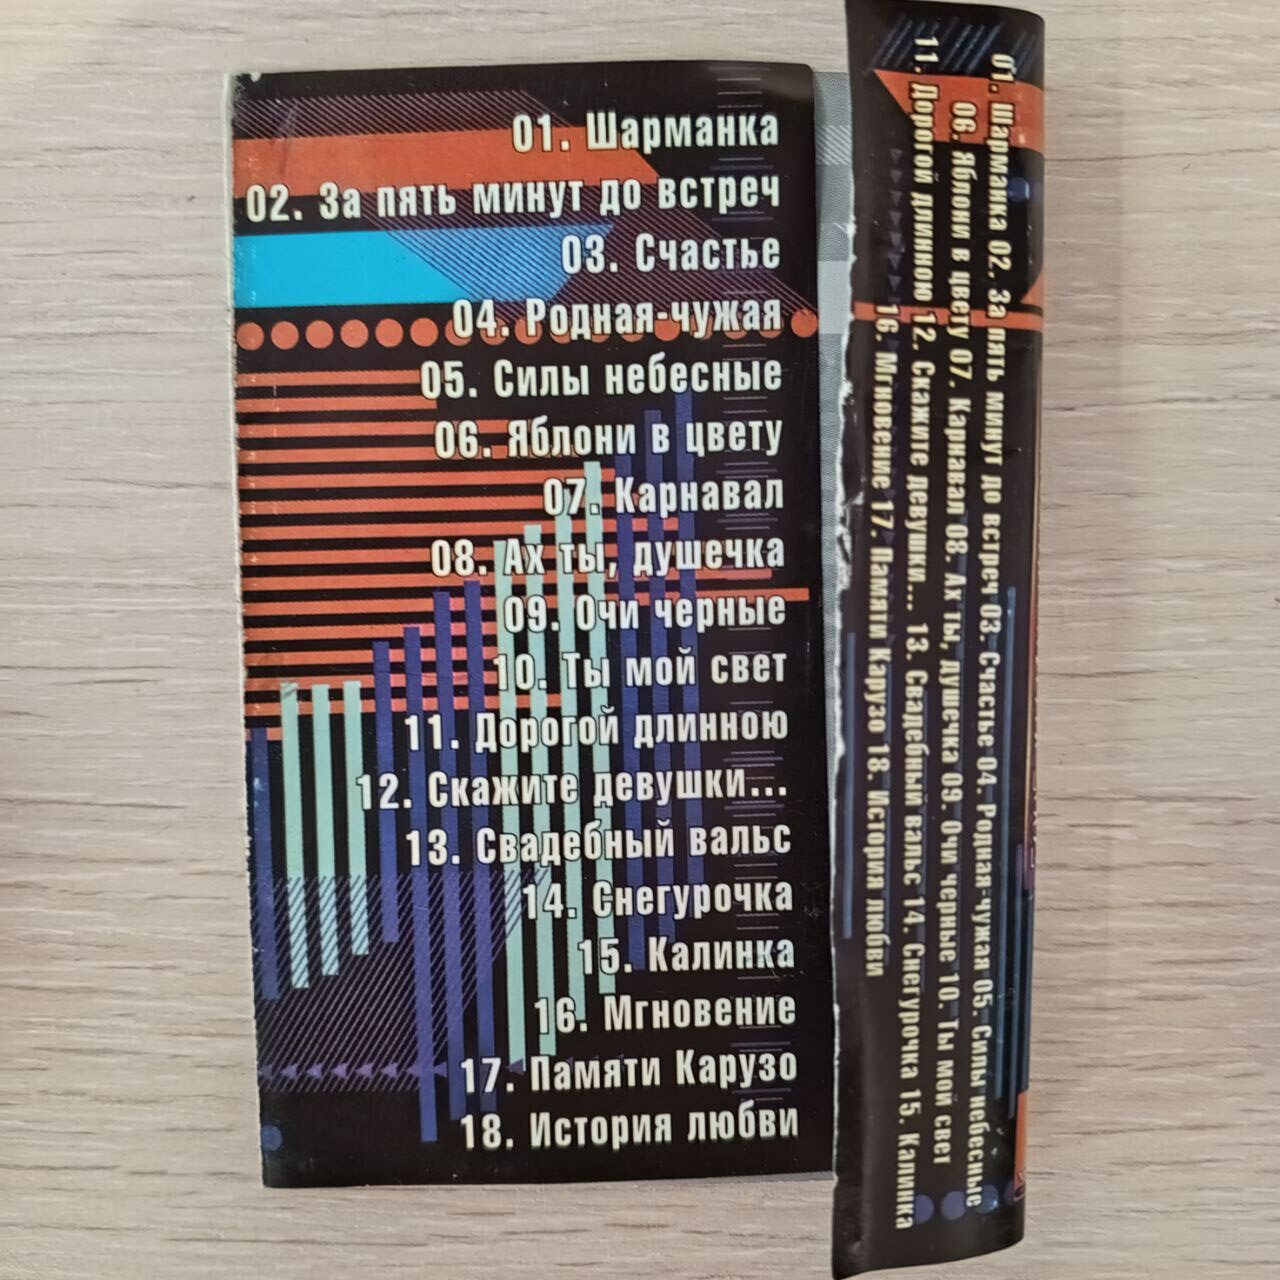 01. Шарманка
02. За пять минут до встреч
03. Счастье
04. Родная-чужая
05. Силы небесные
06. Яблони в цвету
07. Карнавал
08. Ах ты, душечка
09. Очи черные
10. Ты мой свет
11. Дорогой длинною
12. Скажите девушки...
13. Свадебный вальс
14. Снегурочка
15. Калинка
16. Мгновение
17. Памяти Карузо
18. История любви
01. Шарманка 02. За пять минут до встреч 03. Счастье 04. Родная-чужая 05. Силы небесные
06. Яблони в цвету 07. Карнавал 08. Ах ты, душечка 09. Очи черные 10. Ты мой свет
11. Дорогой длинною 12. Скажите девушки... 13. Свадебный вальс 14. Снегурочка 15. Калинка
16. Мгновение 17. Памяти Карузо 18. История любви